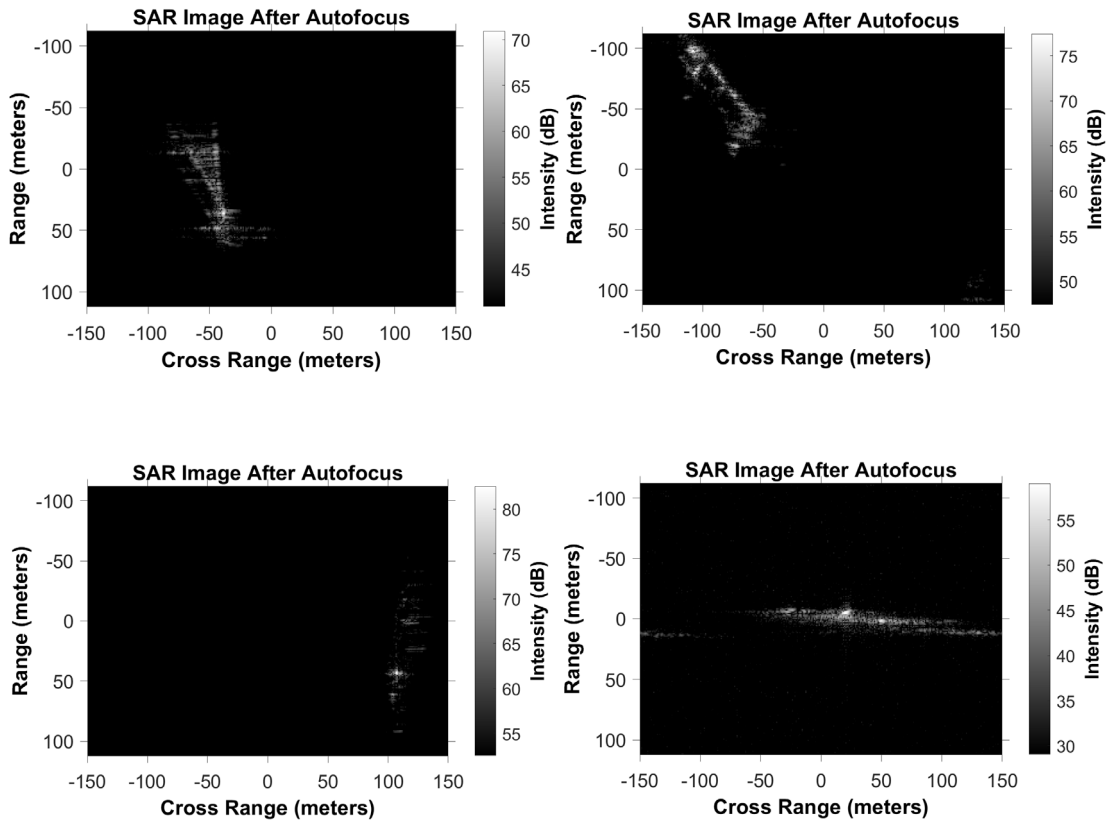 SAR Image After Autofocus
-100
-50
0
50
100
Range (meters)
-150 -100 -50 0 50 100 150
Cross Range (meters)
70
65
60
55
50
45
Intensity (dB)
SAR Image After Autofocus
-100
-50
0
50
100
Range (meters)
-150 -100 -50 0 50 100 150
Cross Range (meters)
75
70
65
60
55
50
Intensity (dB)
SAR Image After Autofocus
-100
-50
0
50
100
Range (meters)
-150 -100 -50 0 50 100 150
Cross Range (meters)
80
75
70
65
60
55
Intensity (dB)
SAR Image After Autofocus
-100
-50
0
50
100
Range (meters)
-150 -100 -50 0 50 100 150
Cross Range (meters)
55
50
45
40
35
30
Intensity (dB)